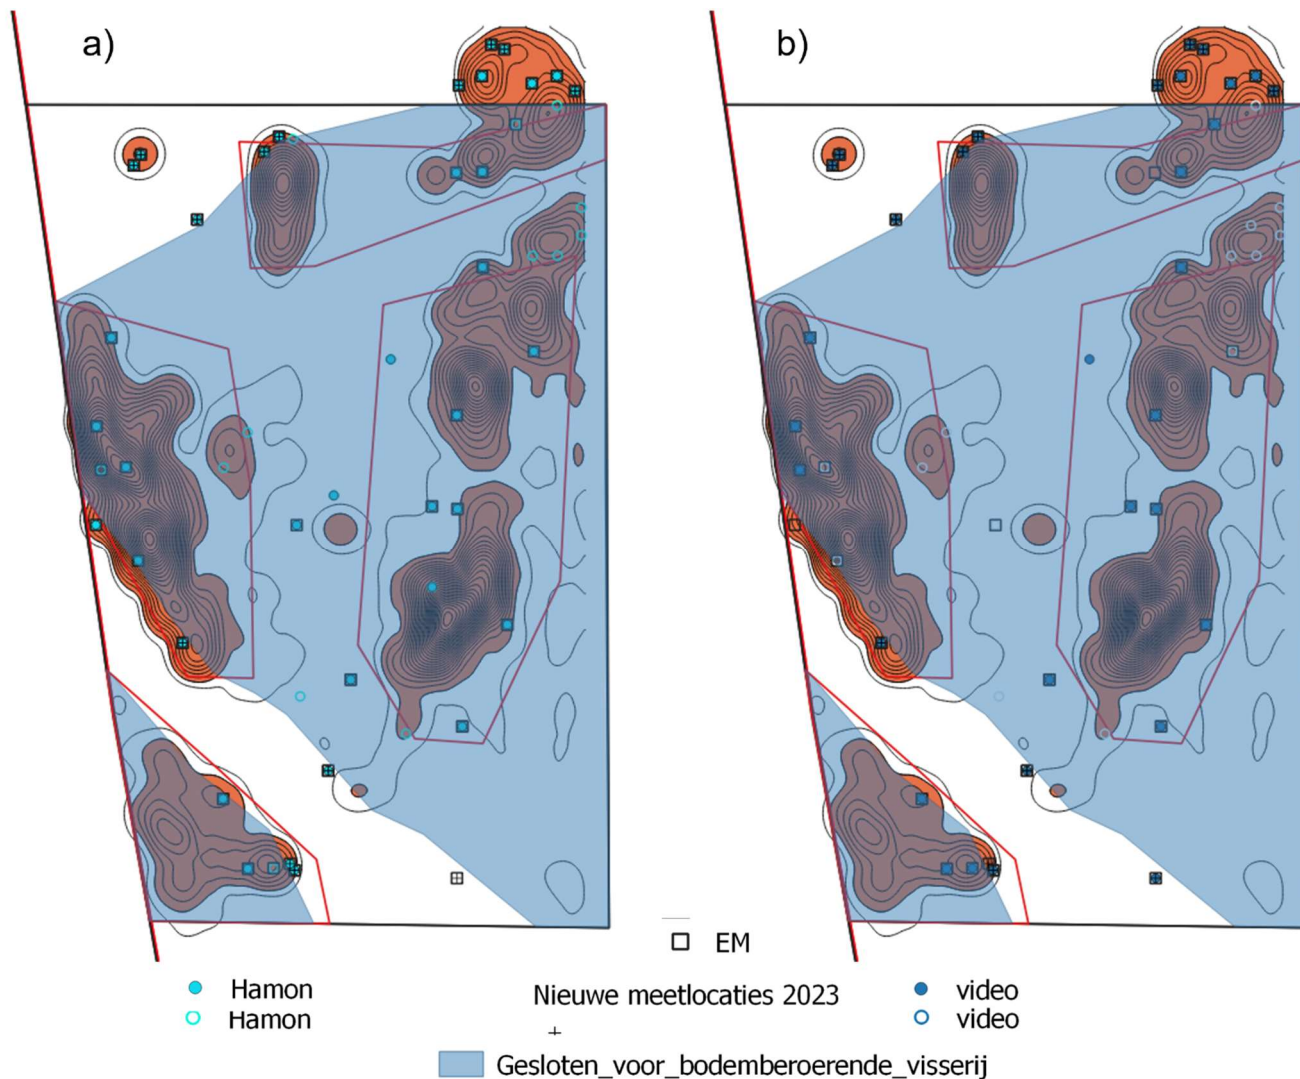 a)
b)
EM
Hamon
Nieuwe meetlocaties 2023
video
Hamon
video
Gesloten_voor_bodemberoerende_visserij